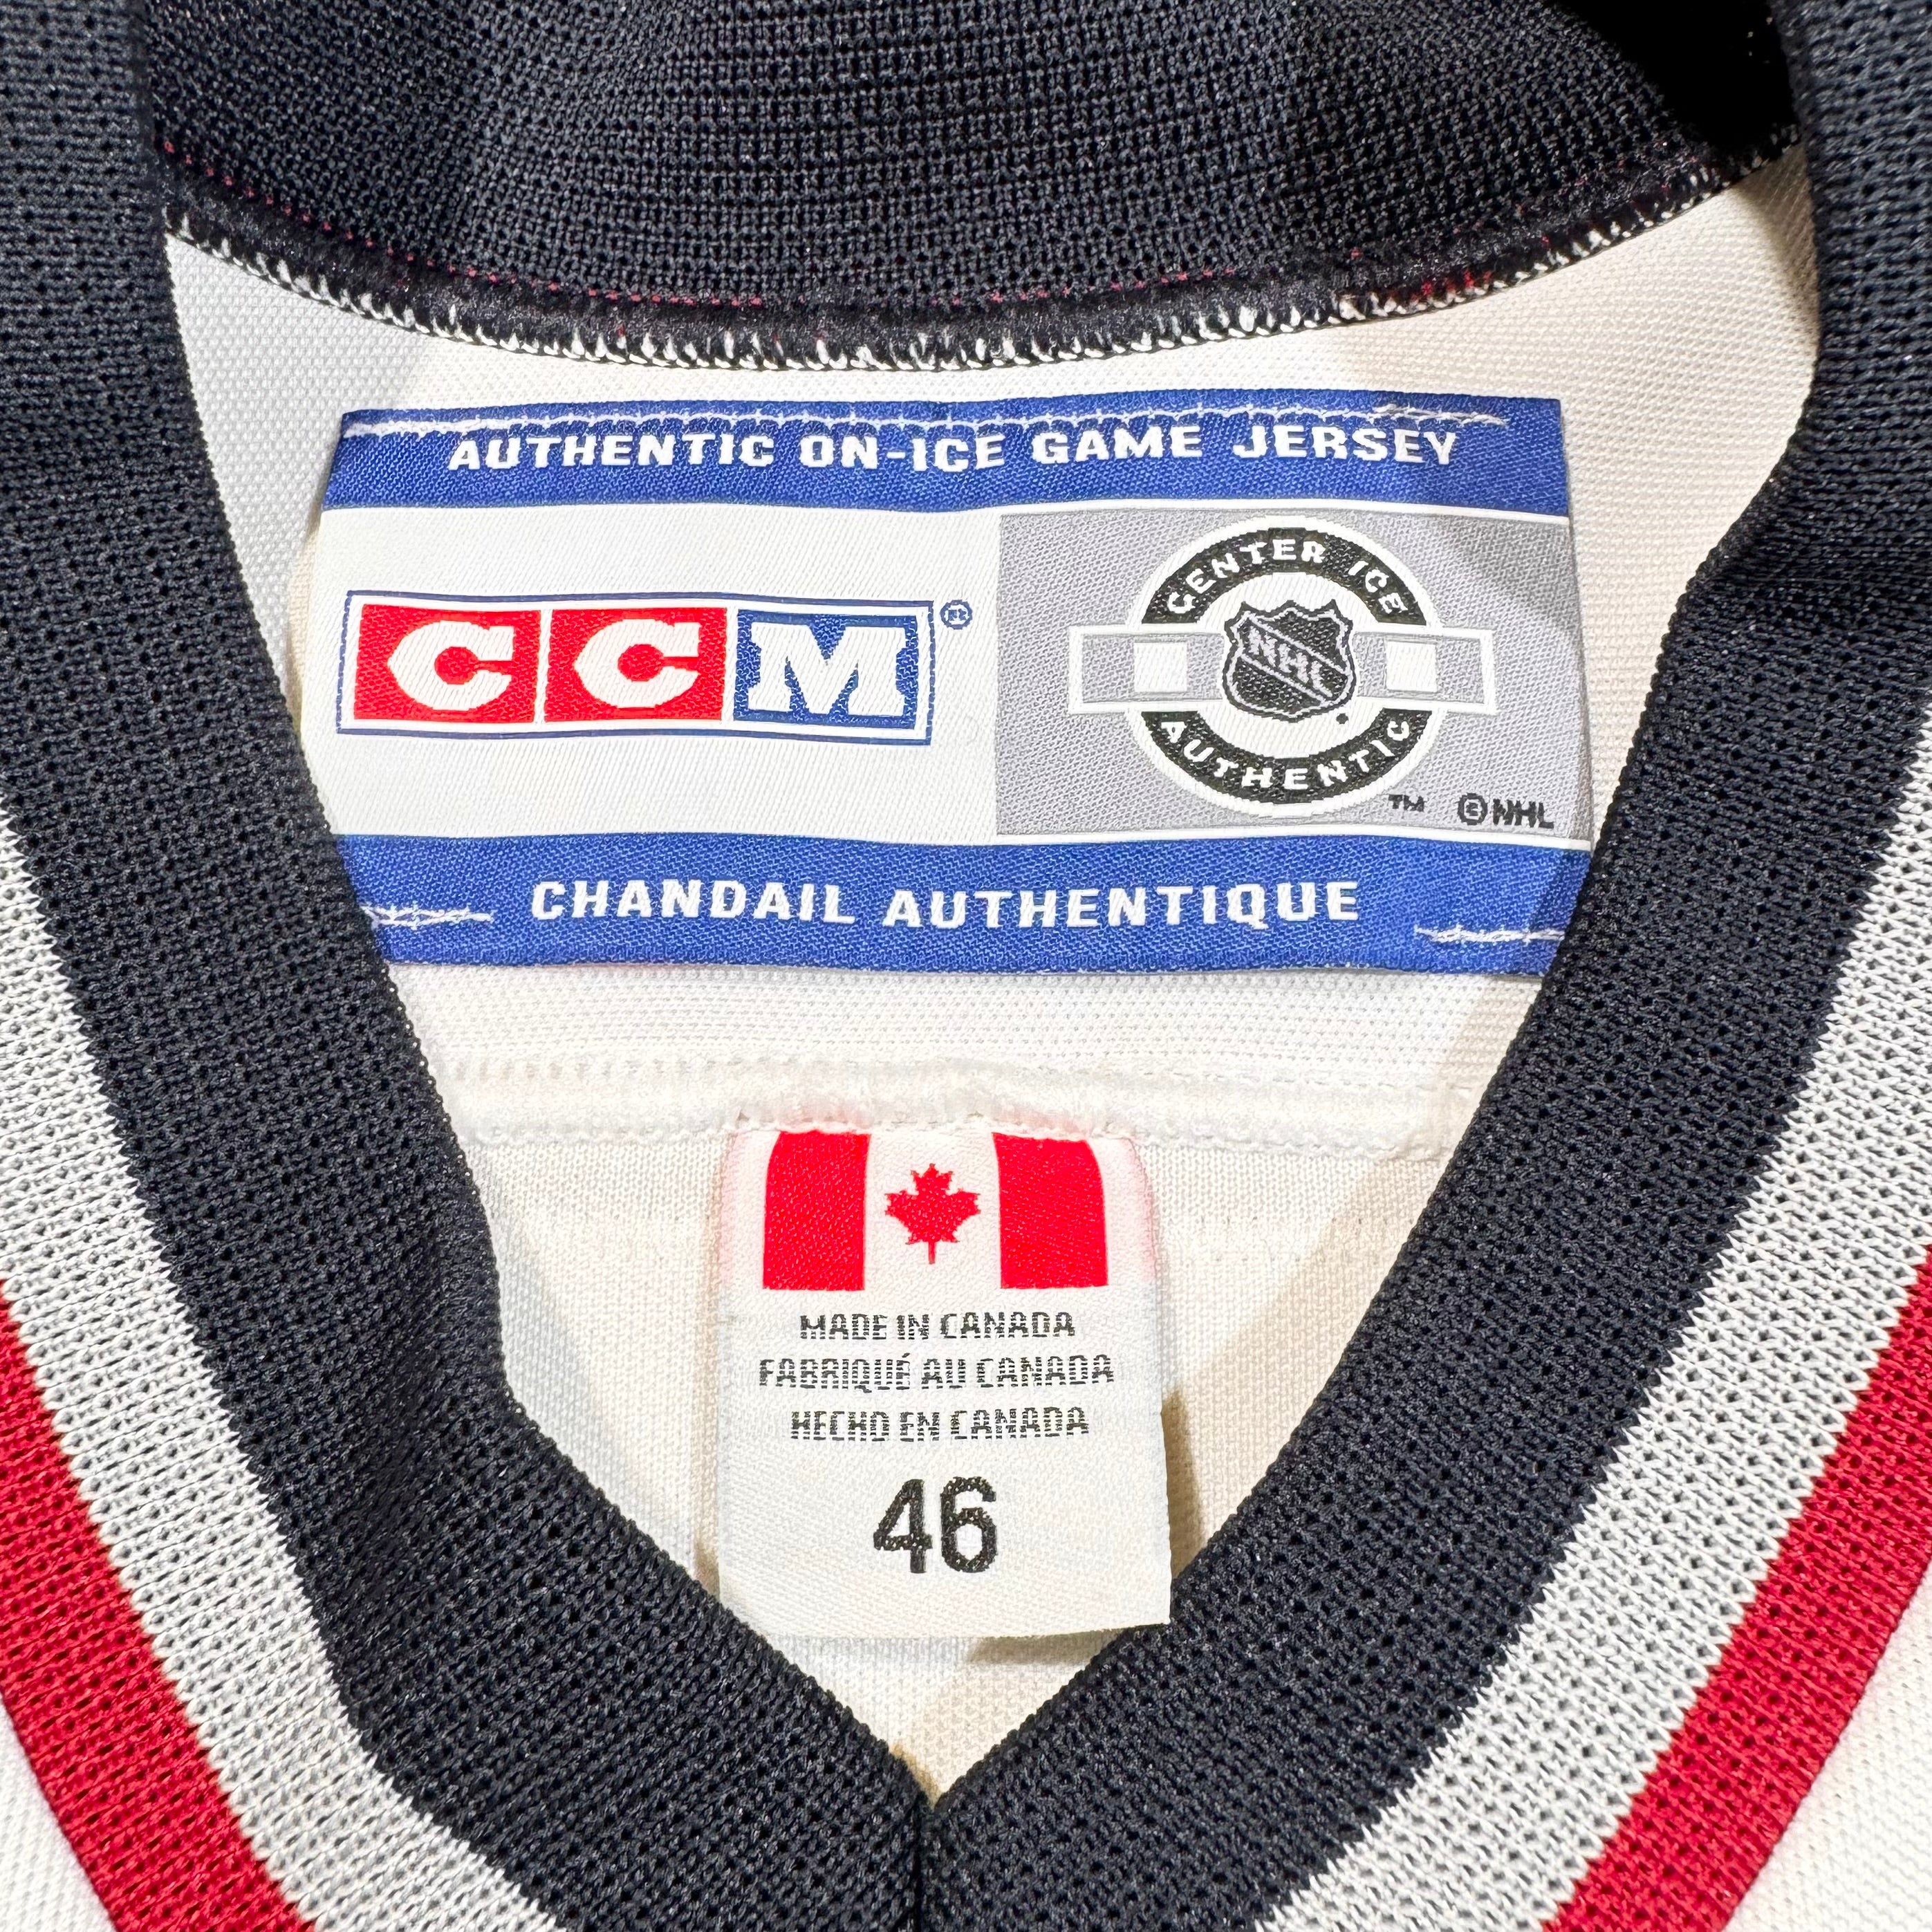 AUTHENTIC ON-ICE GAME JERSEY
CCM®
CENTER ICE
NHL
AUTHENTIC
™ ©NHL
CHANDAIL AUTHENTIQUE
MADE IN CANADA
FABRIQUÉ AU CANADA
HECHO EN CANADA
46